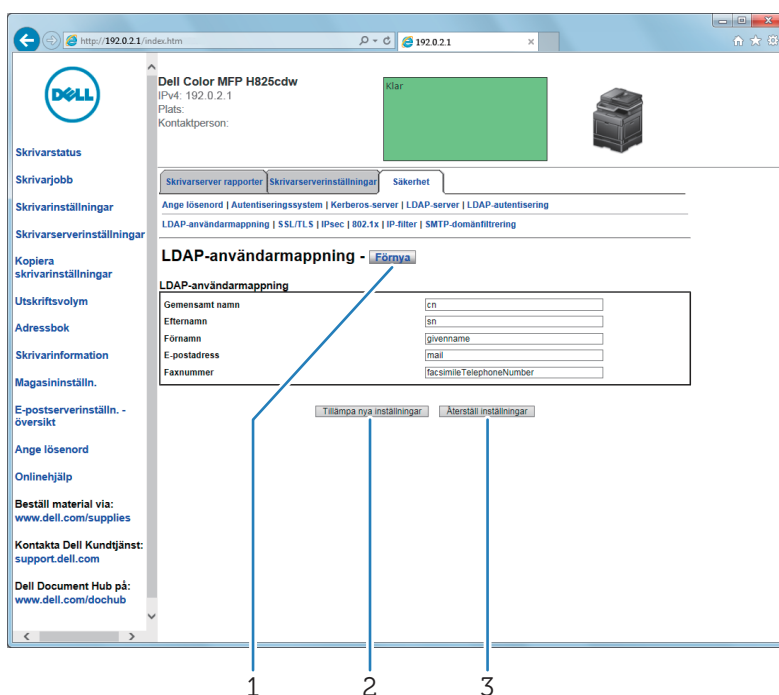 http://192.0.2.1/index.htm
192.0.2.1
DELL
Dell Color MFP H825cdw
IPv4: 192.0.2.1
Plats:
Kontaktperson:
Klar
Skrivarstatus
Skrivarjobb
Skrivarinställningar
Skrivarserverinställningar
Kopiera
skrivarinställningar
Utskriftsvolym
Adressbok
Skrivarinformation
Magasininställn.
E-postserverinställn. -
översikt
Ange lösenord
Onlinehjälp
Beställ material via:
www.dell.com/supplies
Kontakta Dell Kundtjänst:
support.dell.com
Dell Document Hub på:
www.dell.com/dochub
Skrivarserver rapporter Skrivarserverinställningar Säkerhet
Ange lösenord | Autentiseringssystem | Kerberos-server | LDAP-server | LDAP-autentisering
LDAP-användarmappning | SSL/TLS | IPsec | 802.1x | IP-filter | SMTP-domänfiltrering
LDAP-användarmappning - Förnya
LDAP-användarmappning
Gemensamt namn cn
Efternamn sn
Förnamn givenname
E-postadress mail
Faxnummer facsimileTelephoneNumber
Tillämpa nya inställningar Återställ inställningar
1 2 3